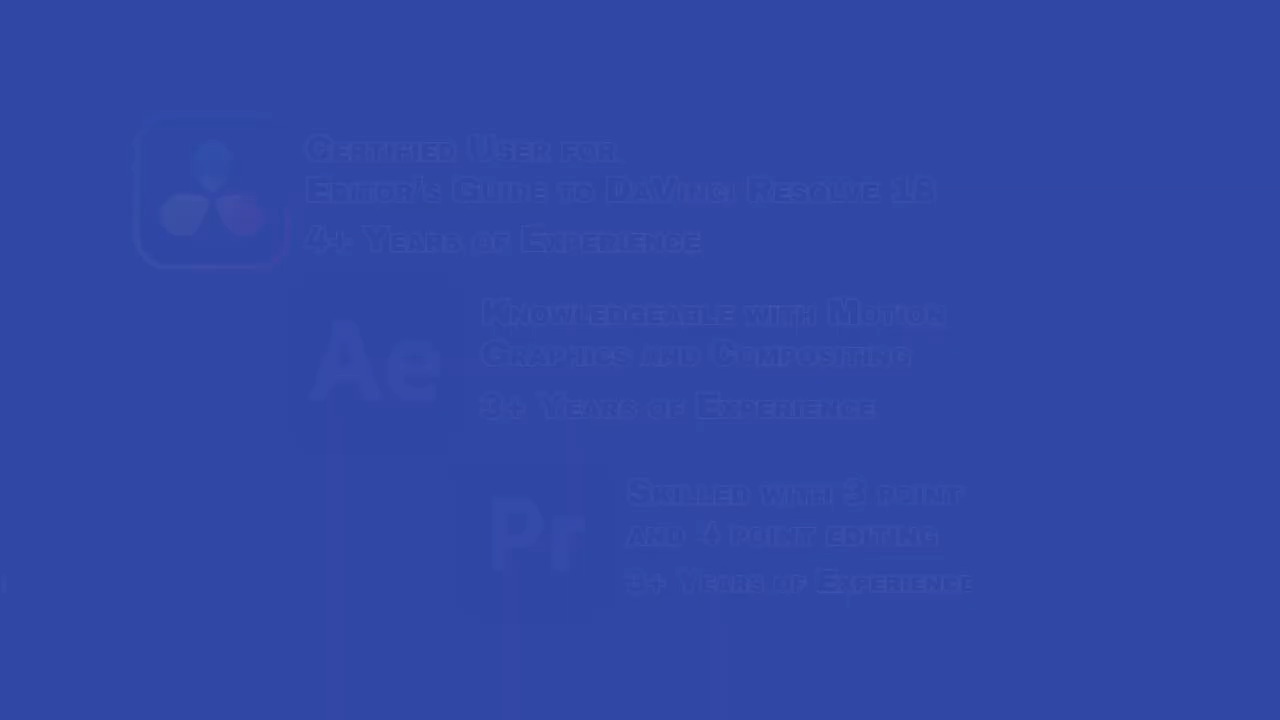 Certified User for
Editor's Guide to DaVinci Resolve 18
4+ Years of Experience
Ae
Knowledgeable with Motion
Graphics and Compositing
3+ Years of Experience
Pr
Skilled with 3 point
and 4 point editing
3+ Years of Experience